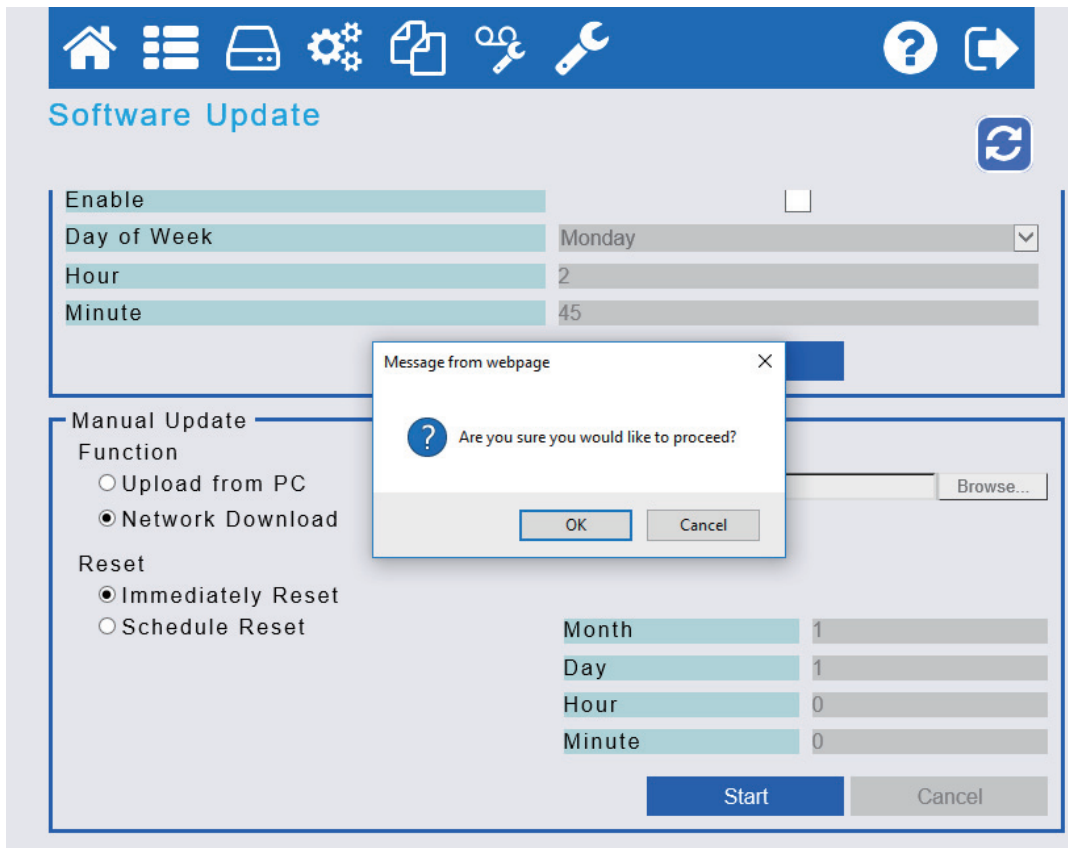 Software Update
Enable
Day of Week Monday
Hour 2
Minute 45
Message from webpage
Are you sure you would like to proceed?
OK Cancel
Manual Update
Function
Upload from PC Browse...
Network Download
Reset
Immediately Reset
Schedule Reset
Month 1
Day 1
Hour 0
Minute 0
Start Cancel